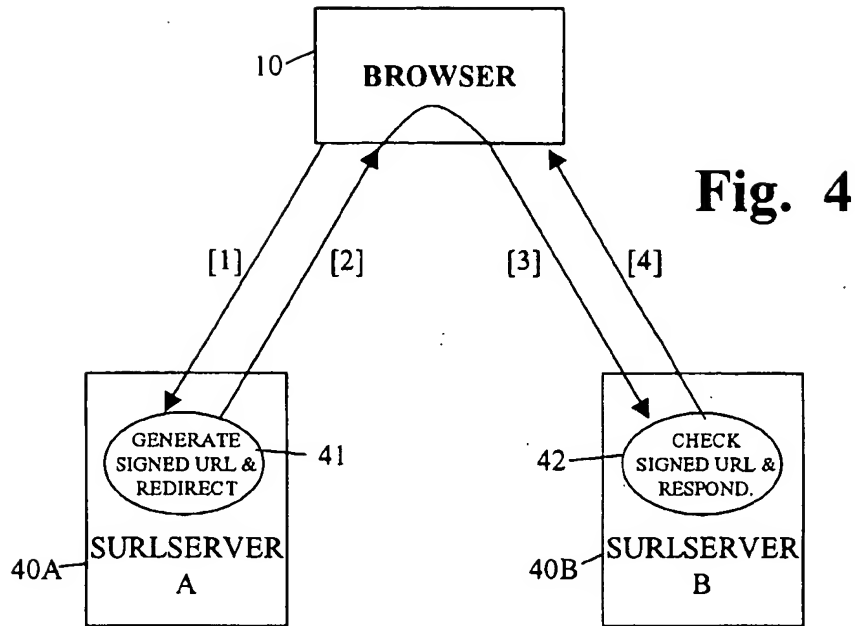 10
BROWSER
Fig. 4
[1]
[2]
[3]
[4]
GENERATE
SIGNED URL &
REDIRECT
41
42
CHECK
SIGNED URL &
RESPOND.
40A
SURLSERVER
A
40B
SURLSERVER
B